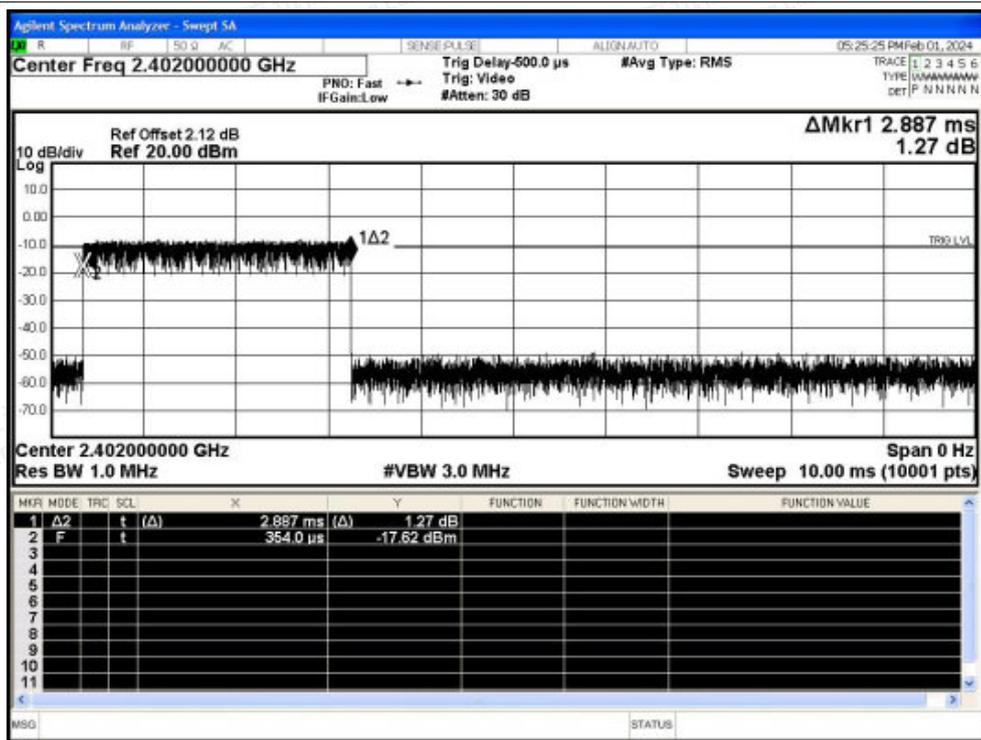 Agilent Spectrum Analyzer - Swept SA
R RF 50 Ω AC SENSE:PULSE ALIGN AUTO 05:25:25 PM Feb 01, 2024
Center Freq 2.402000000 GHz Trig Delay-500.0 µs #Avg Type: RMS TRACE 1 2 3 4 5 6
PNO: Fast Trig: Video TYPE
IFGain:Low #Atten: 30 dB DET P N N N N N
ΔMkr1 2.887 ms
1.27 dB
Ref Offset 2.12 dB
10 dB/div Ref 20.00 dBm
Log
10.0
0.00
-10.0
-20.0
-30.0
-40.0
-50.0
-60.0
-70.0
1Δ2
TRIG LVL
2
Center 2.402000000 GHz Span 0 Hz
Res BW 1.0 MHz #VBW 3.0 MHz Sweep 10.00 ms (10001 pts)
MKR MODE TRC SCL X Y FUNCTION FUNCTION WIDTH FUNCTION VALUE
1 Δ2 t (Δ) 2.887 ms (Δ) 1.27 dB
2 F t 354.0 µs -17.62 dBm
3
4
5
6
7
8
9
10
11
MSG STATUS